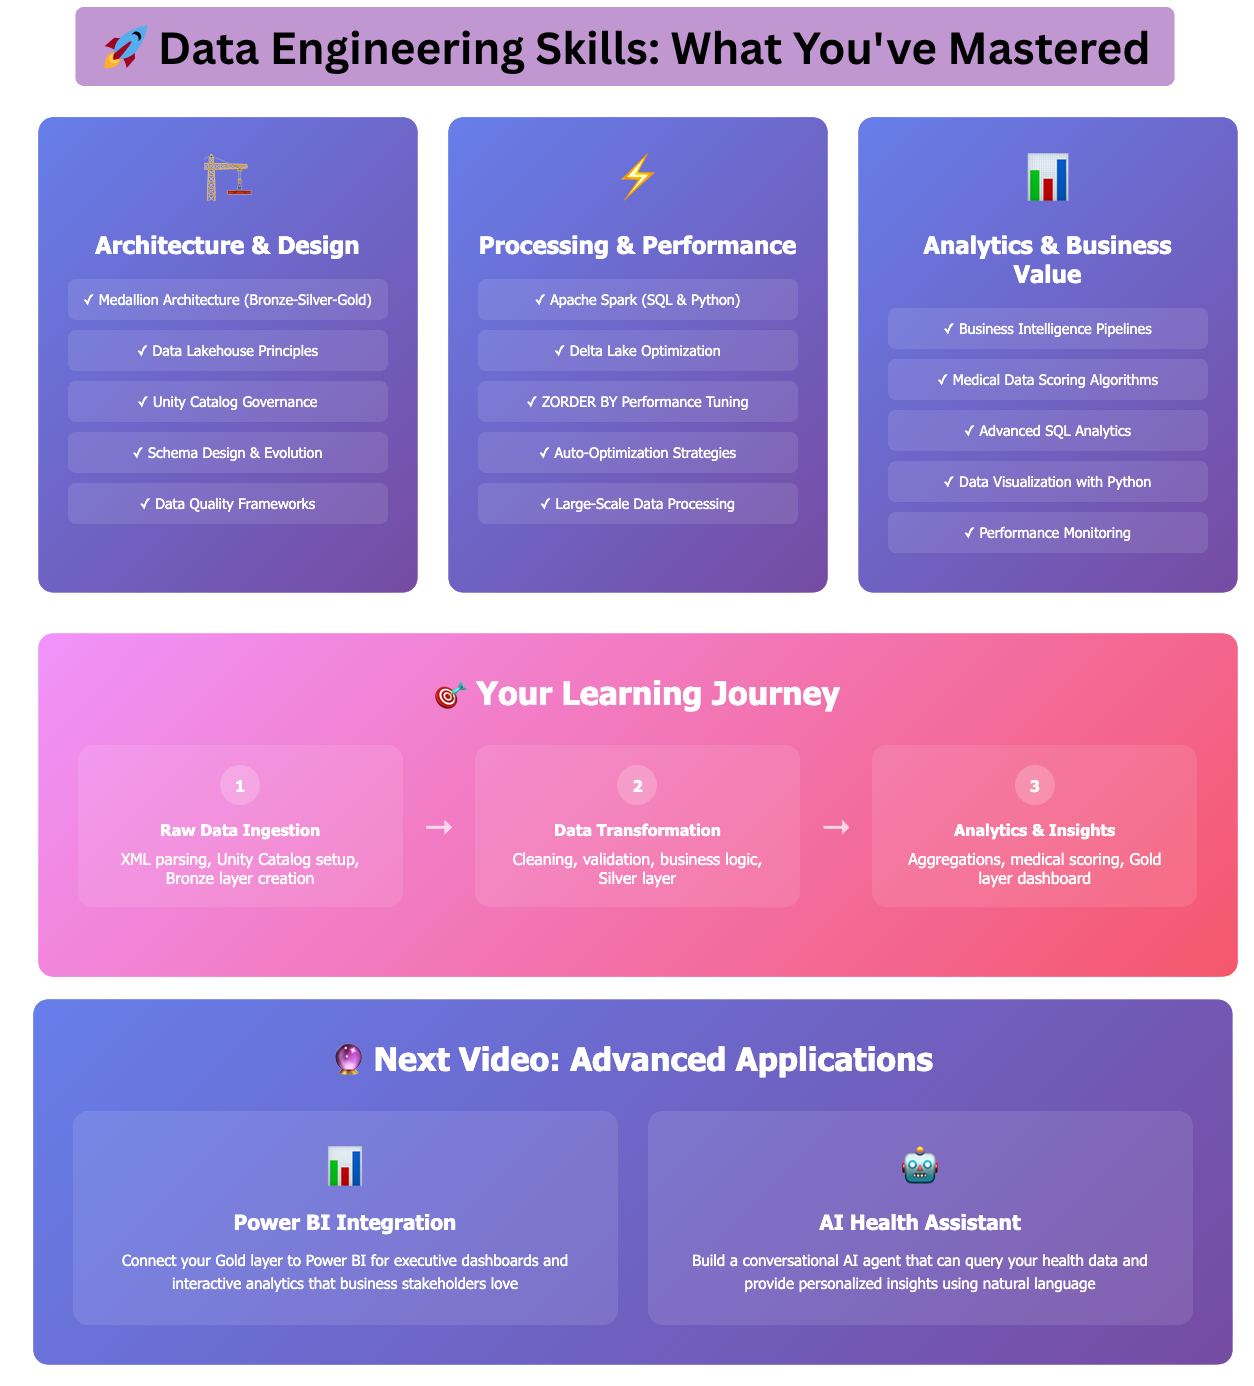 🚀 Data Engineering Skills: What You've Mastered
Architecture & Design
✓ Medallion Architecture (Bronze-Silver-Gold)
✓ Data Lakehouse Principles
✓ Unity Catalog Governance
✓ Schema Design & Evolution
✓ Data Quality Frameworks
Processing & Performance
✓ Apache Spark (SQL & Python)
✓ Delta Lake Optimization
✓ ZORDER BY Performance Tuning
✓ Auto-Optimization Strategies
✓ Large-Scale Data Processing
Analytics & Business
Value
✓ Business Intelligence Pipelines
✓ Medical Data Scoring Algorithms
✓ Advanced SQL Analytics
✓ Data Visualization with Python
✓ Performance Monitoring
🎯 Your Learning Journey
1
Raw Data Ingestion
XML parsing, Unity Catalog setup,
Bronze layer creation
→
2
Data Transformation
Cleaning, validation, business logic,
Silver layer
→
3
Analytics & Insights
Aggregations, medical scoring, Gold
layer dashboard
🔮 Next Video: Advanced Applications
Power BI Integration
Connect your Gold layer to Power BI for executive dashboards and
interactive analytics that business stakeholders love
AI Health Assistant
Build a conversational AI agent that can query your health data and
provide personalized insights using natural language